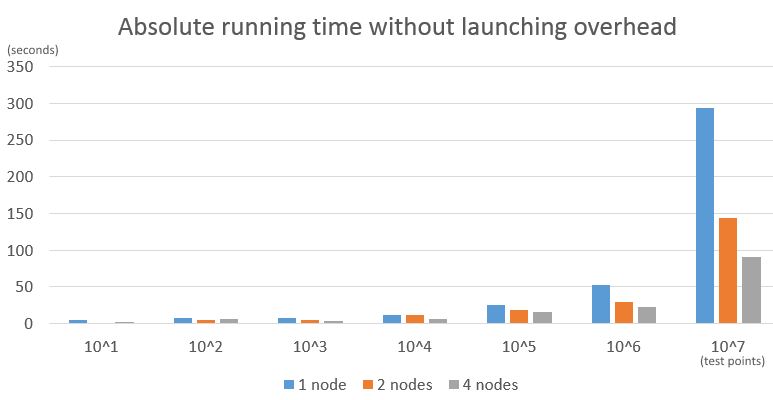 Absolute running time without launching overhead
(seconds)
350
300
250
200
150
100
50
0
10^1 10^2 10^3 10^4 10^5 10^6 10^7
(test points)
1 node 2 nodes 4 nodes